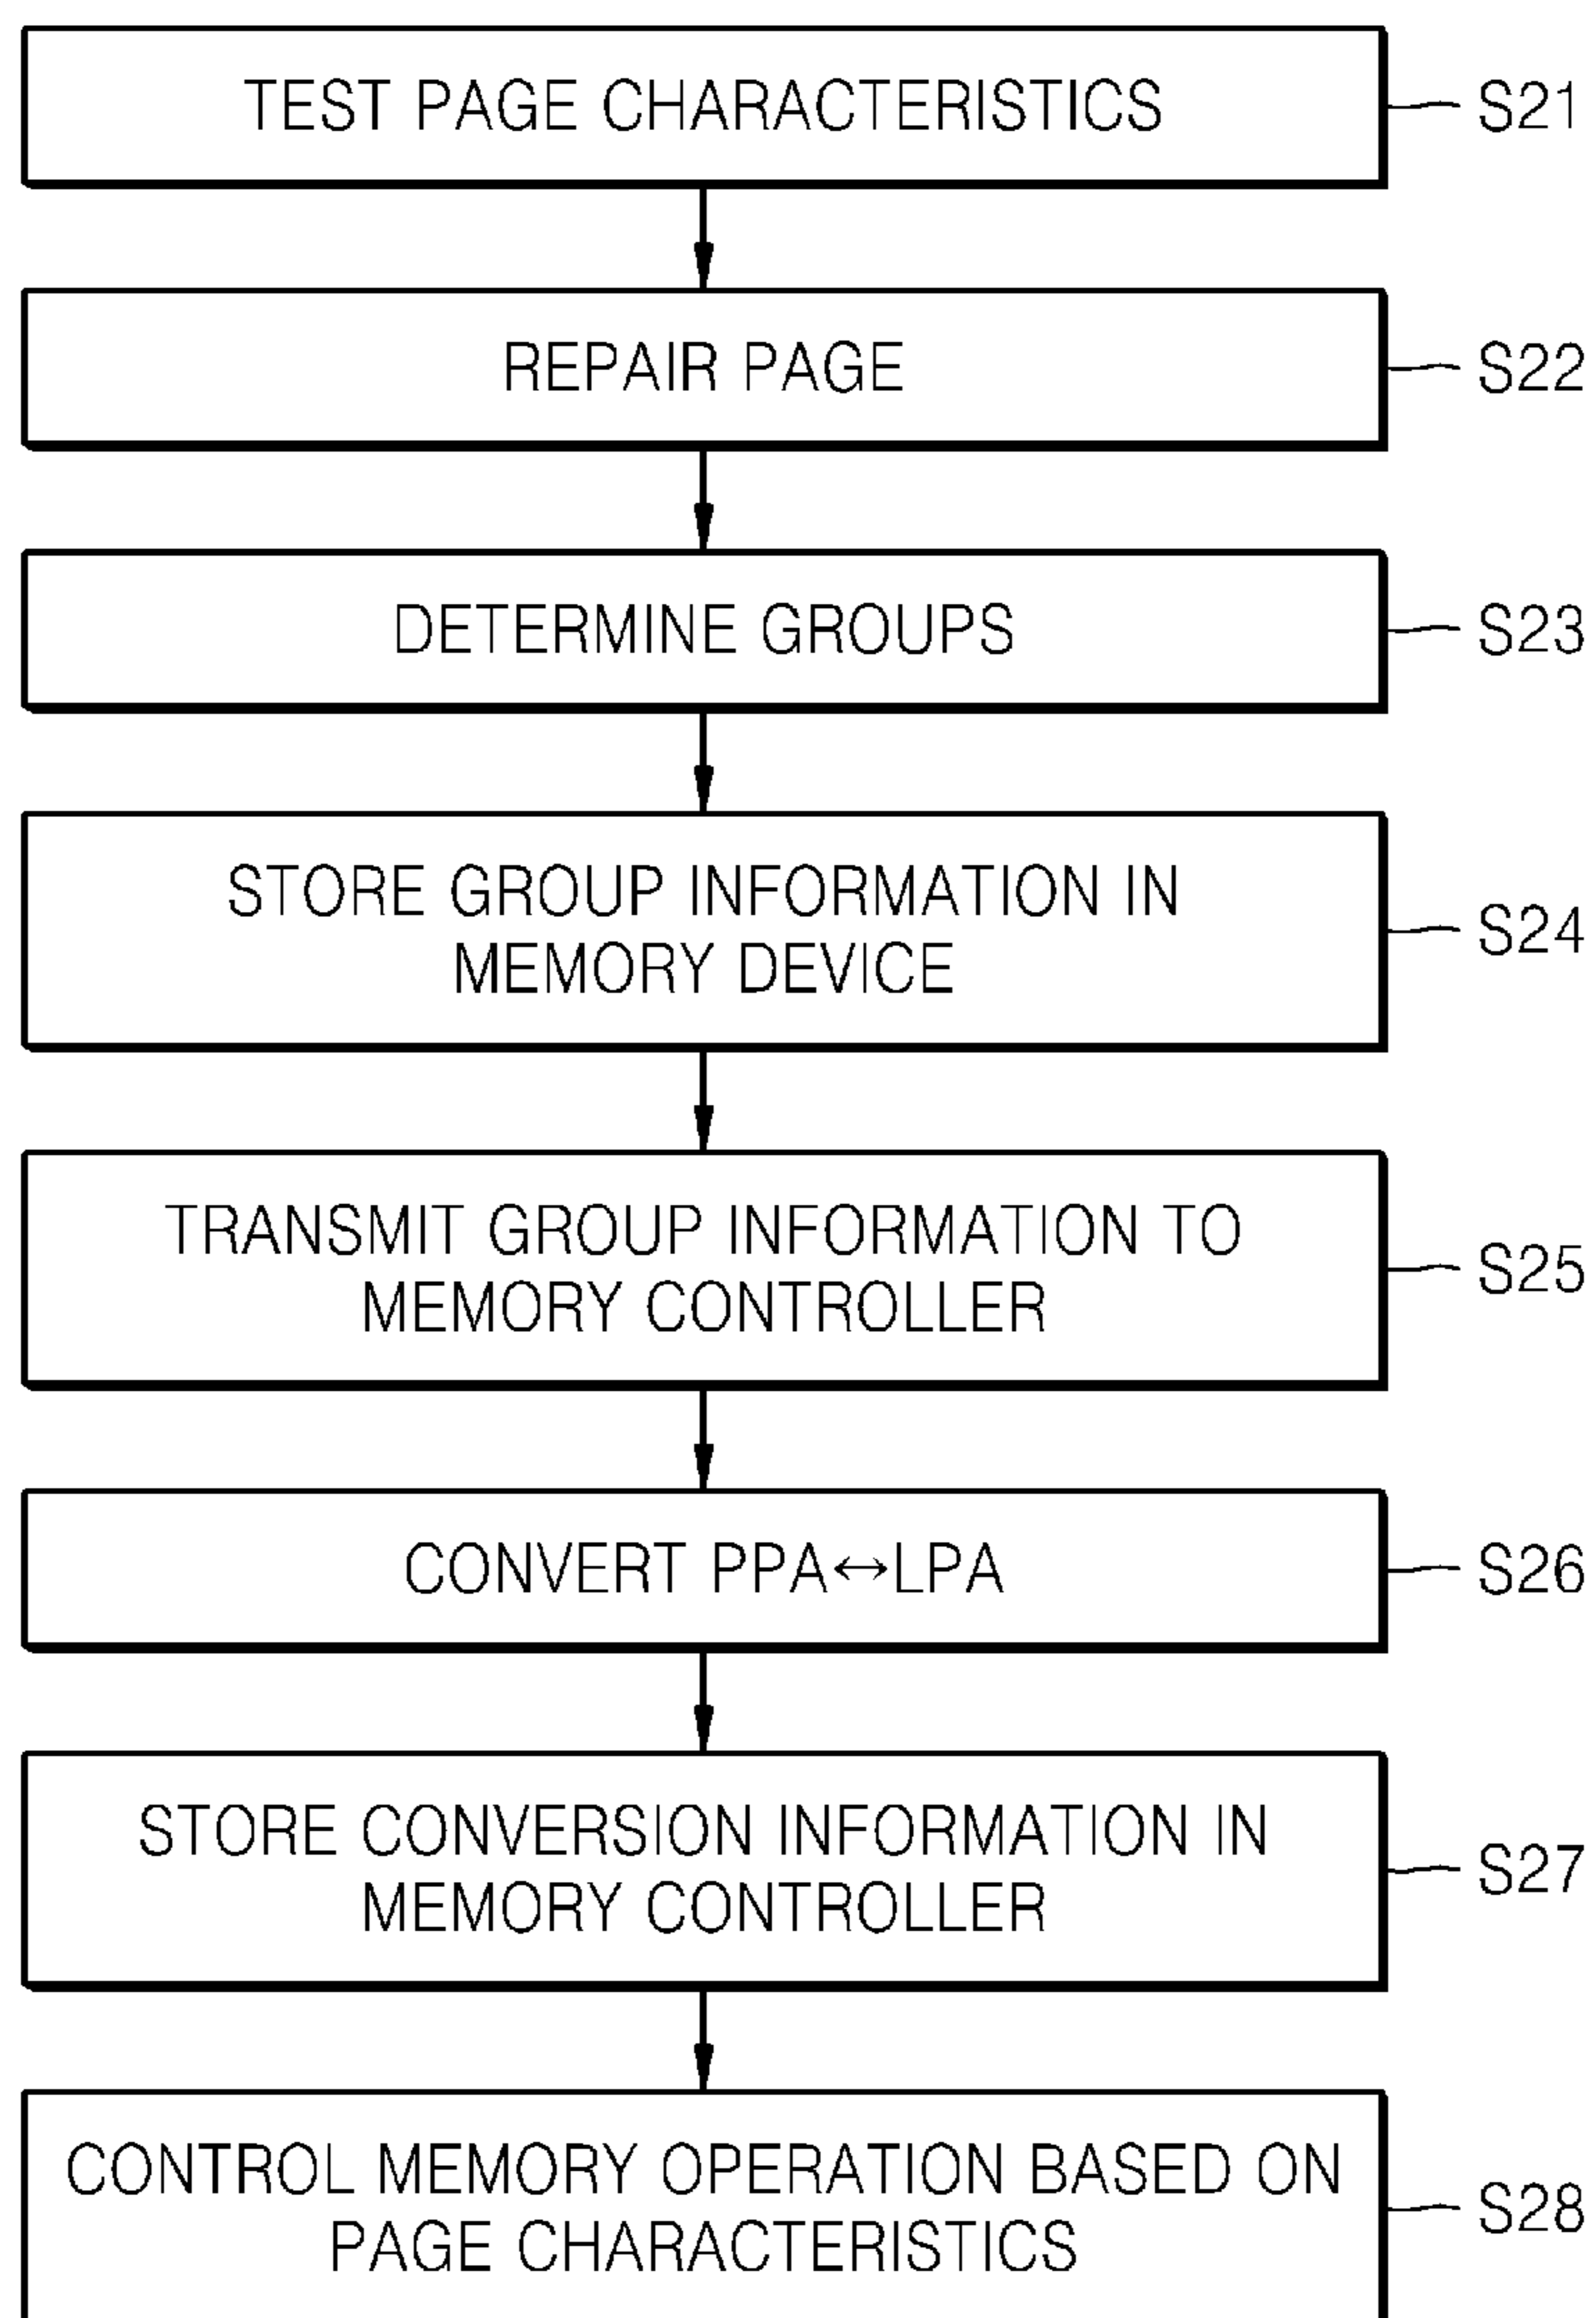 TEST PAGE CHARACTERISTICS
S21
REPAIR PAGE
S22
DETERMINE GROUPS
S23
STORE GROUP INFORMATION IN
MEMORY DEVICE
S24
TRANSMIT GROUP INFORMATION TO
MEMORY CONTROLLER
S25
CONVERT PPA↔LPA
S26
STORE CONVERSION INFORMATION IN
MEMORY CONTROLLER
S27
CONTROL MEMORY OPERATION BASED ON
PAGE CHARACTERISTICS
S28